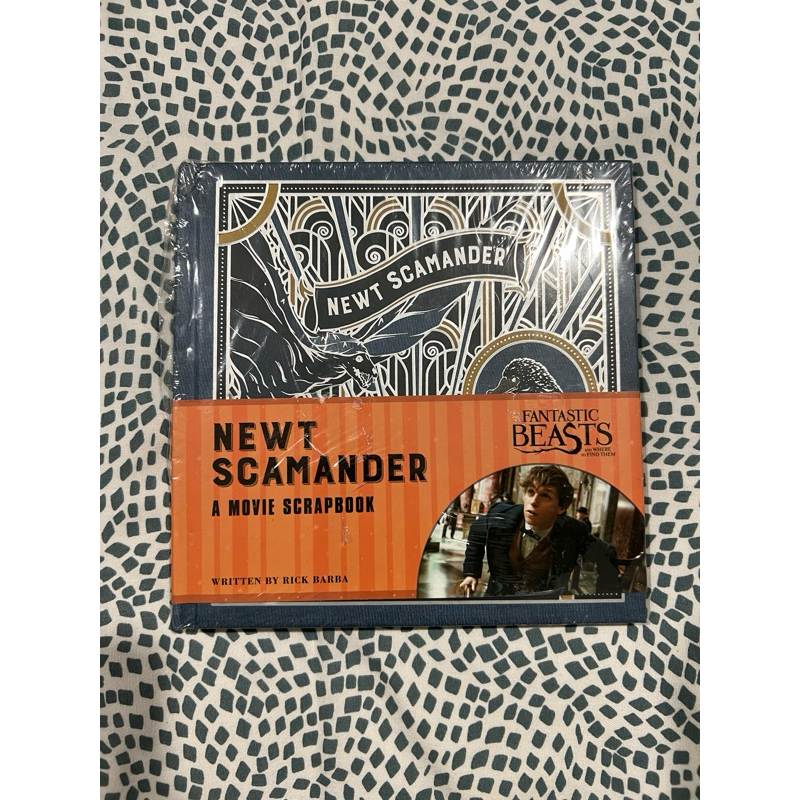 NEWT SCAMANDER
NEWT
SCAMANDER
A MOVIE SCRAPBOOK
WRITTEN BY RICK BARBA
FANTASTIC
BEASTS
AND WHERE
TO FIND THEM